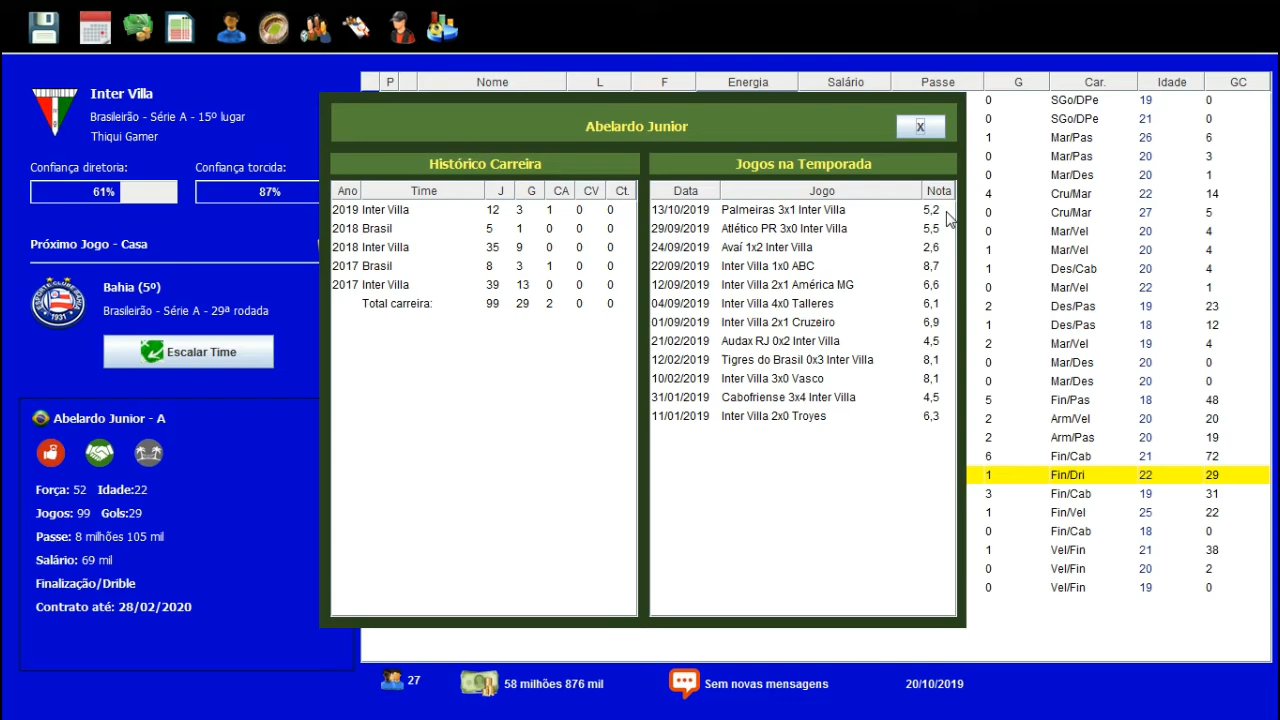 Inter Villa
Brasileirão - Série A - 15º lugar
Thiqui Gamer
Confiança diretoria:
Confiança torcida:
61%
87%
Próximo Jogo - Casa
Bahia (5º)
Brasileirão - Série A - 29ª rodada
ESPORTE CLUBE BAHIA
1931
Escalar Time
Abelardo Junior - A
Força: 52 Idade:22
Jogos: 99 Gols:29
Passe: 8 milhões 105 mil
Salário: 69 mil
Finalização/Drible
Contrato até: 28/02/2020
P Nome L F Energia Salário Passe G Car. Idade GC
Abelardo Junior
X
Histórico Carreira
Ano Time J G CA CV Ct.
2019 Inter Villa 12 3 1 0 0
2018 Brasil 5 1 0 0 0
2018 Inter Villa 35 9 0 0 0
2017 Brasil 8 3 1 0 0
2017 Inter Villa 39 13 0 0 0
Total carreira: 99 29 2 0 0
Jogos na Temporada
Data Jogo Nota
13/10/2019 Palmeiras 3x1 Inter Villa 5,2
29/09/2019 Atlético PR 3x0 Inter Villa 5,5
24/09/2019 Avaí 1x2 Inter Villa 2,6
22/09/2019 Inter Villa 1x0 ABC 8,7
12/09/2019 Inter Villa 2x1 América MG 6,6
04/09/2019 Inter Villa 4x0 Talleres 6,1
01/09/2019 Inter Villa 2x1 Cruzeiro 6,9
21/02/2019 Audax RJ 0x2 Inter Villa 4,5
12/02/2019 Tigres do Brasil 0x3 Inter Villa 8,1
10/02/2019 Inter Villa 3x0 Vasco 8,1
31/01/2019 Cabofriense 3x4 Inter Villa 4,5
11/01/2019 Inter Villa 2x0 Troyes 6,3
0 SGo/DPe 19 0
0 SGo/DPe 21 0
1 Mar/Pas 26 6
0 Mar/Pas 20 3
0 Mar/Des 20 1
4 Cru/Mar 22 14
0 Cru/Mar 27 5
0 Mar/Vel 20 4
1 Mar/Vel 20 4
1 Des/Cab 20 4
0 Mar/Vel 22 1
2 Des/Pas 19 23
1 Des/Pas 18 12
2 Mar/Vel 19 4
0 Mar/Des 20 0
0 Mar/Des 20 0
5 Fin/Pas 18 48
2 Arm/Vel 20 20
2 Arm/Pas 20 19
6 Fin/Cab 21 72
1 Fin/Dri 22 29
3 Fin/Cab 19 31
1 Fin/Vel 25 22
0 Fin/Cab 18 0
1 Vel/Fin 21 38
0 Vel/Fin 20 2
0 Vel/Fin 19 0
27
58 milhões 876 mil
Sem novas mensagens
20/10/2019